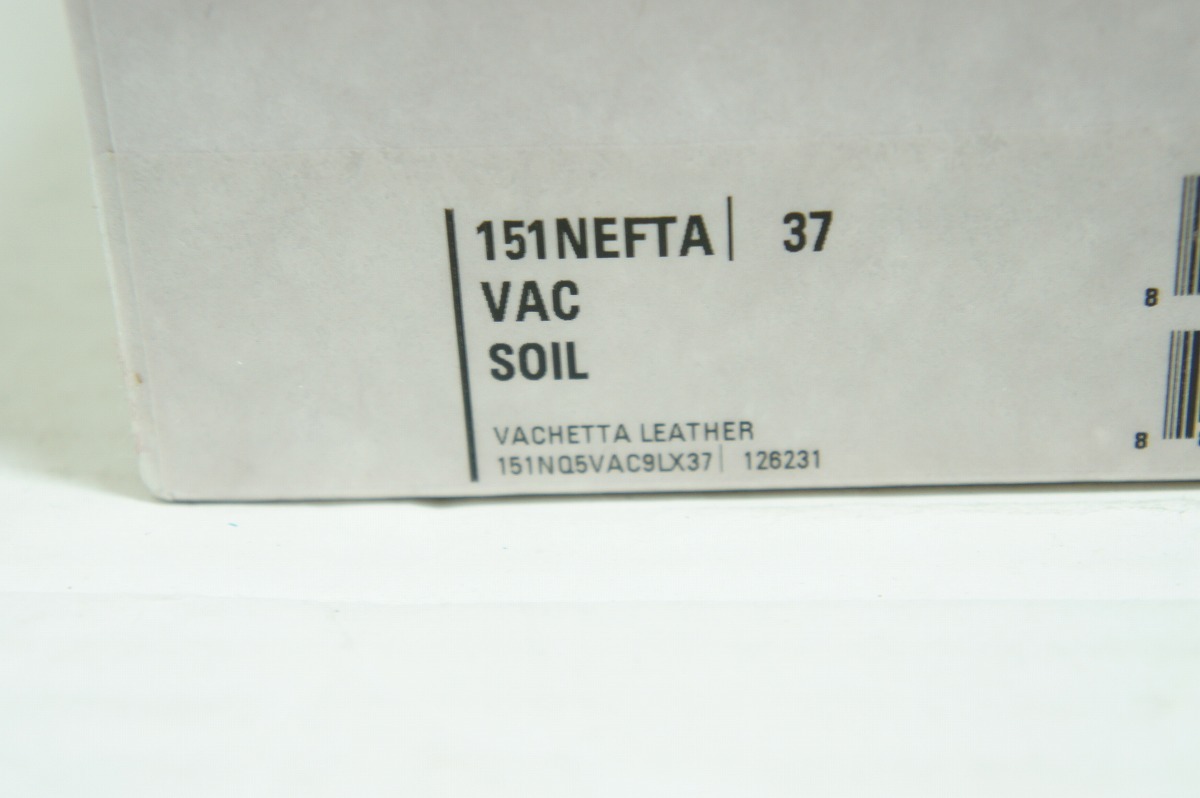 151NEFTA| 37
VAC
SOIL
VACHETTA LEATHER
151NQ5VAC9LX37| 126231
8
8